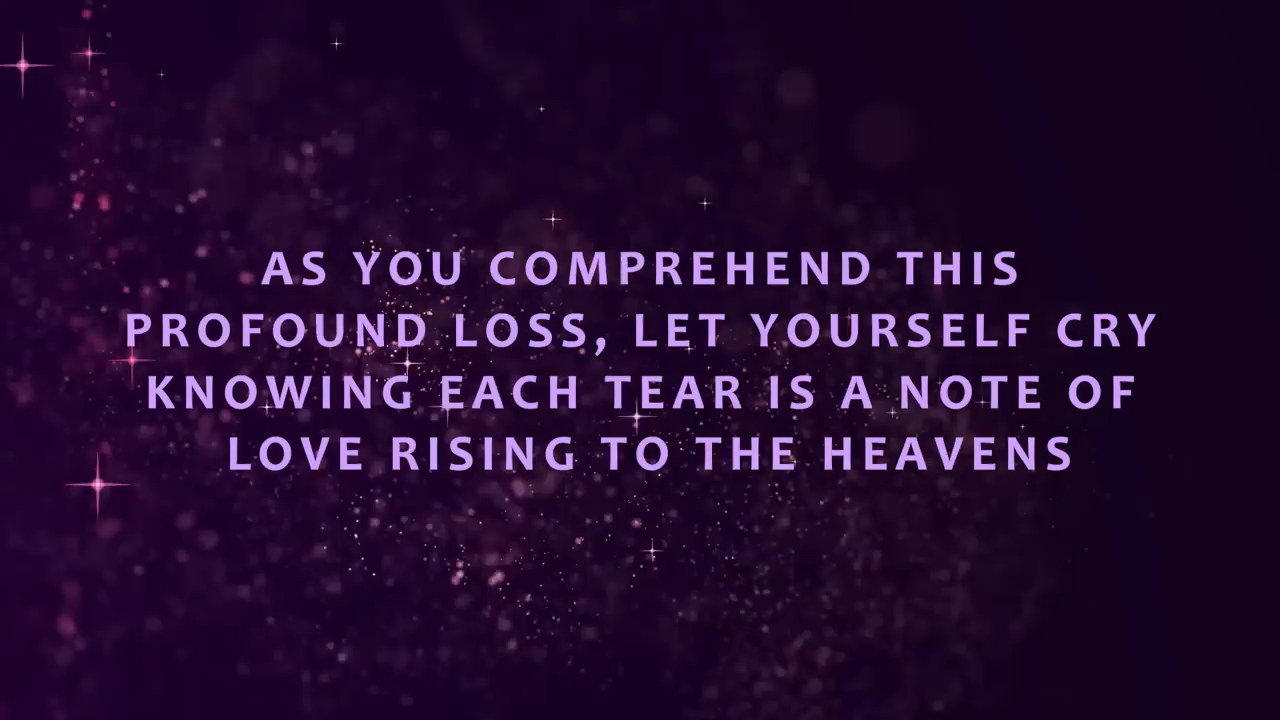 AS YOU COMPREHEND THIS
PROFOUND LOSS, LET YOURSELF CRY
KNOWING EACH TEAR IS A NOTE OF
LOVE RISING TO THE HEAVENS